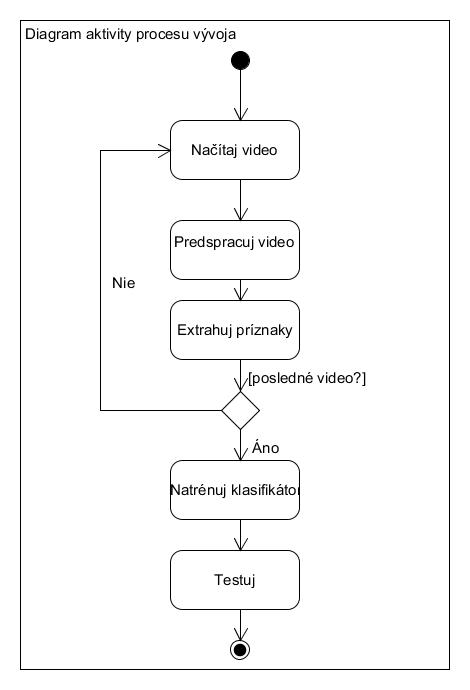 Diagram aktivity procesu vývoja
Načítaj video
Predspracuj video
Nie
Extrahuj príznaky
[posledné video?]
Áno
Natrénuj klasifikátor
Testuj